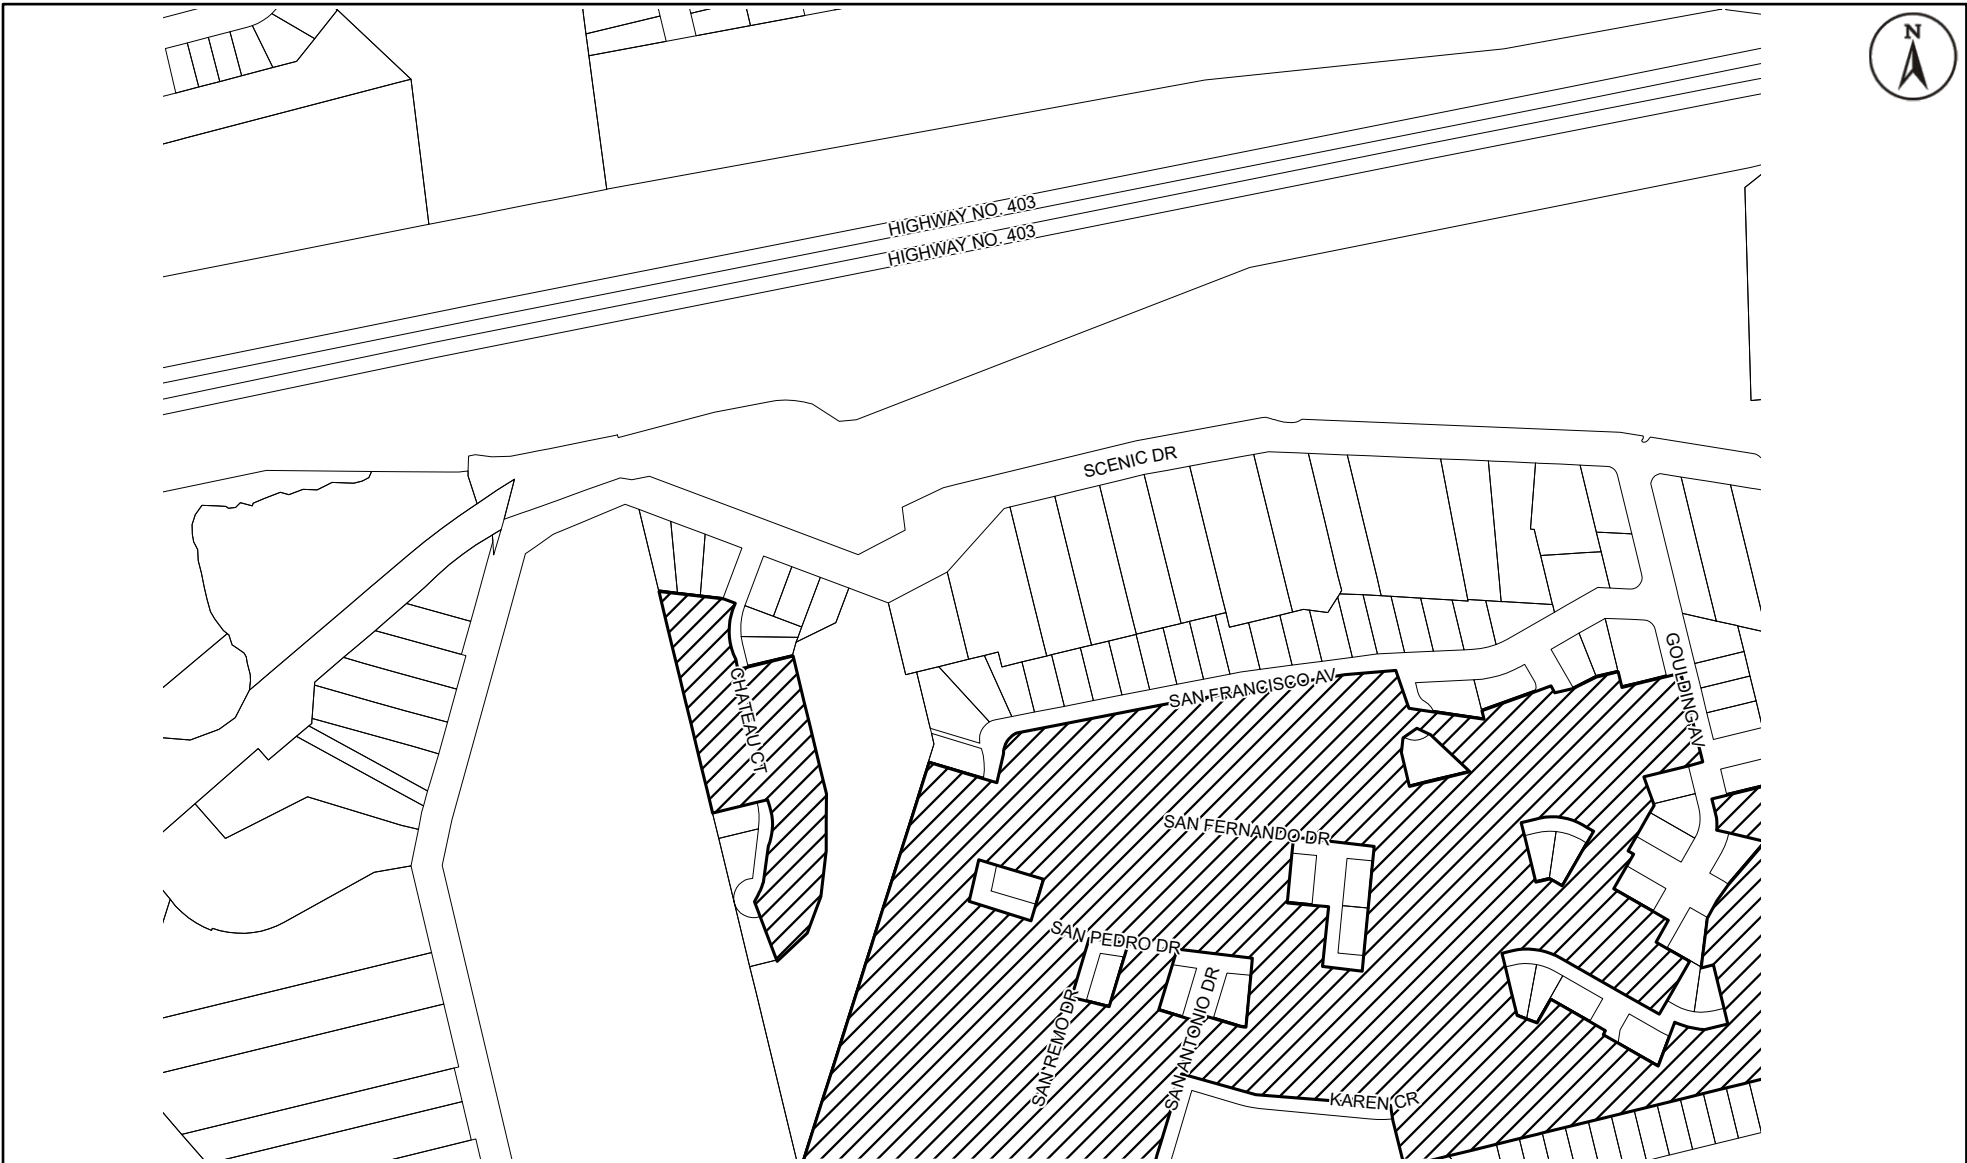 N
HIGHWAY NO. 403
HIGHWAY NO. 403
SCENIC DR
GOULDING AV
SAN FRANCISCO AV
CHATEAU CT
SAN FERNANDO DR
SAN PEDRO DR
SAN REMO DR
SAN ANTONIO DR
KAREN CR